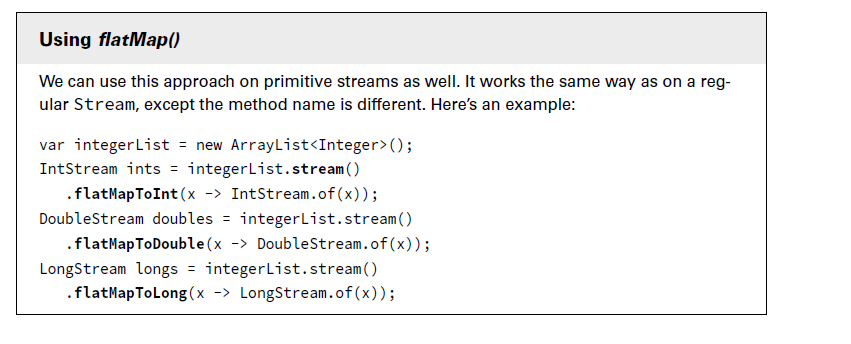 Using flatMap()
We can use this approach on primitive streams as well. It works the same way as on a reg-
ular Stream, except the method name is different. Here’s an example:
var integerList = new ArrayList<Integer>();
IntStream ints = integerList.stream()
   .flatMapToInt(x -> IntStream.of(x));
DoubleStream doubles = integerList.stream()
   .flatMapToDouble(x -> DoubleStream.of(x));
LongStream longs = integerList.stream()
   .flatMapToLong(x -> LongStream.of(x));